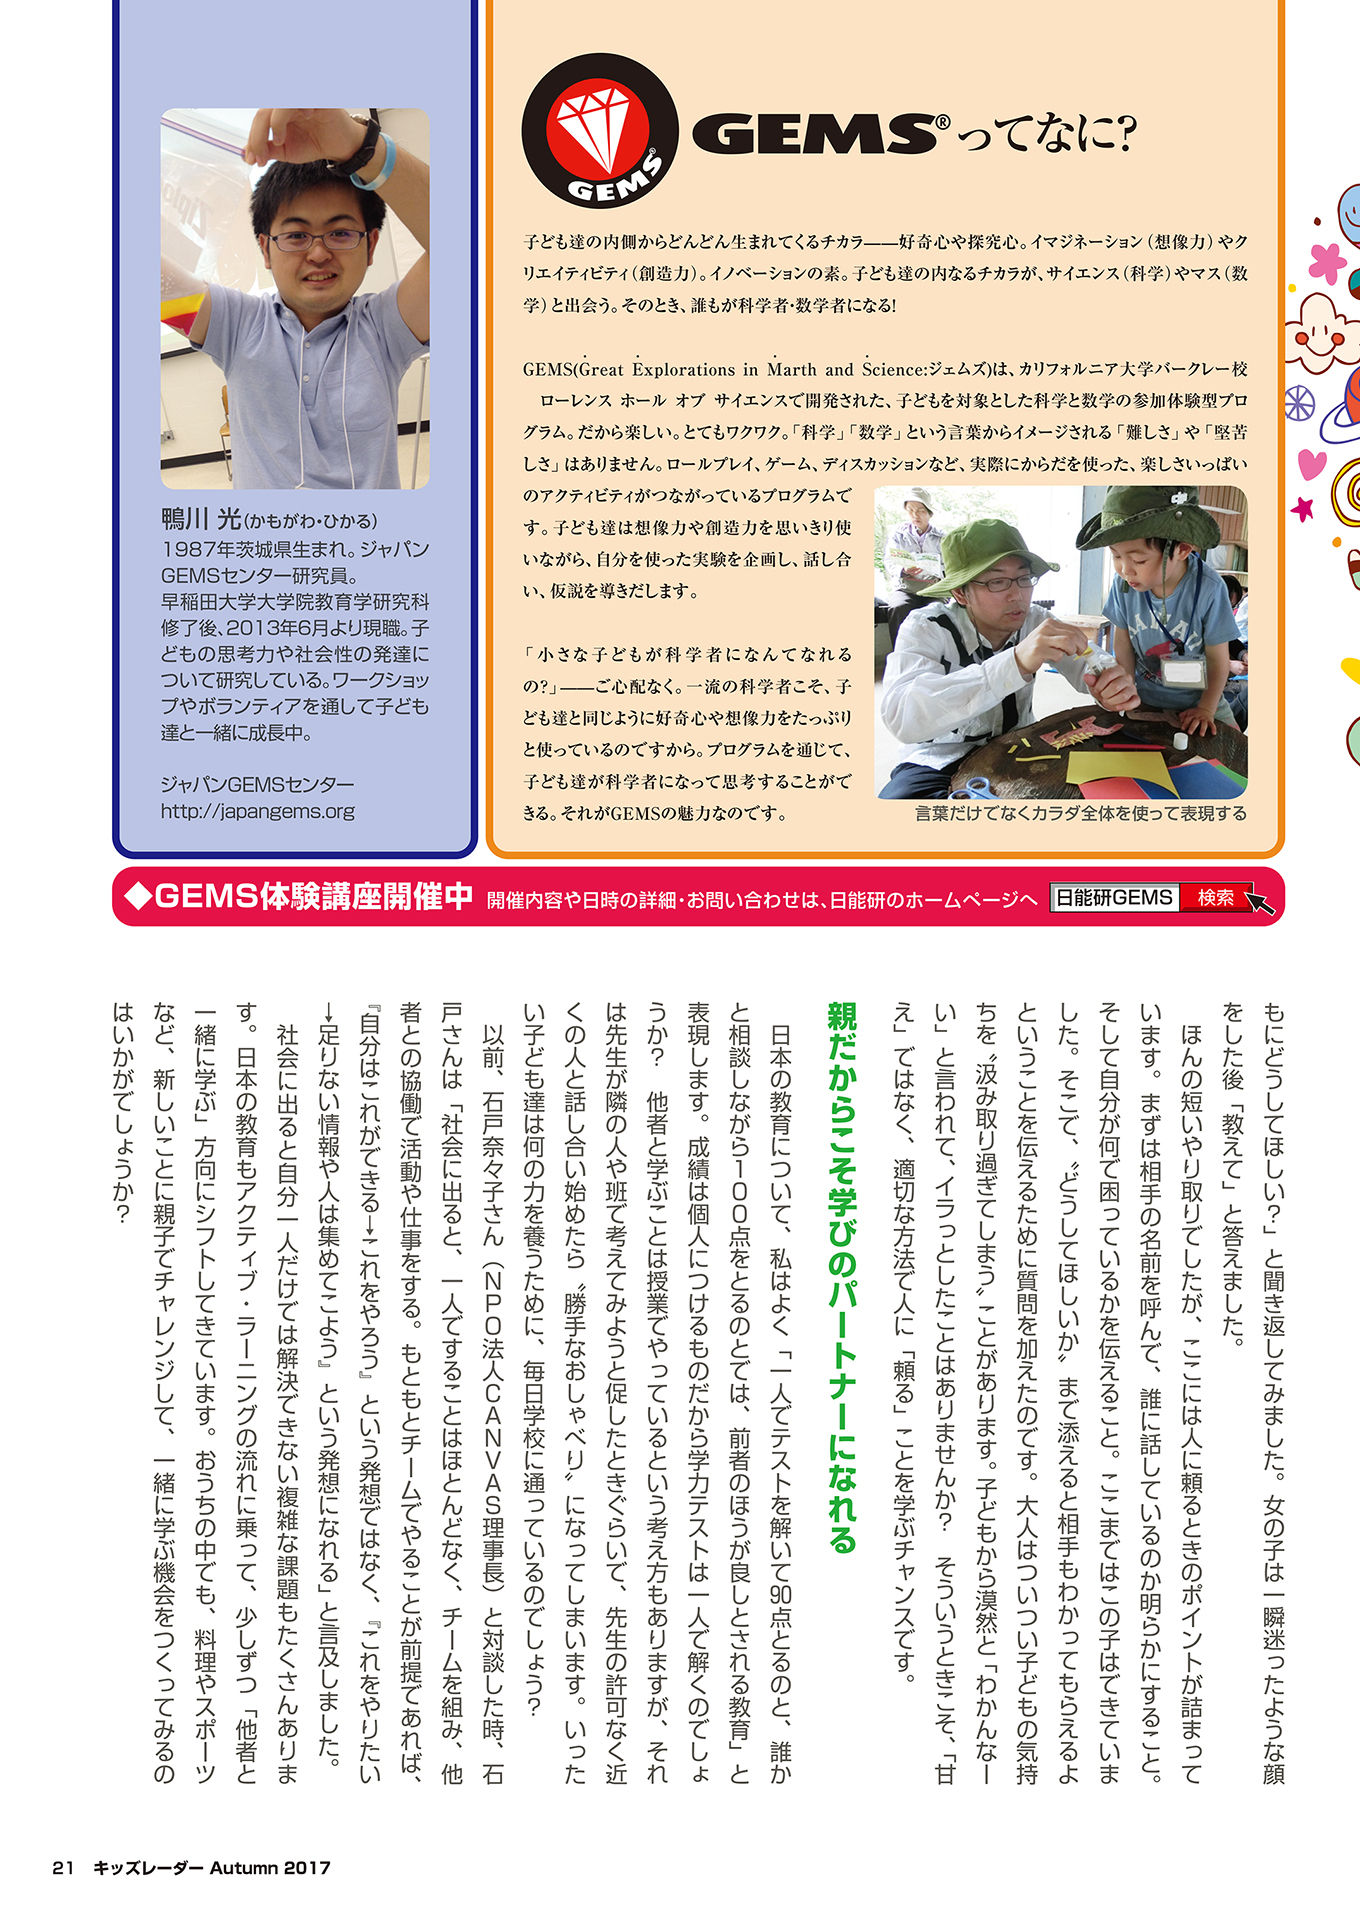 GEMS®
GEMS®ってなに?
子ども達の内側からどんどん生まれてくるチカラ――好奇心や探究心。イマジネーション(想像力)やク
リエイティビティ(創造力)。イノベーションの素。子ども達の内なるチカラが、サイエンス(科学)やマス(数
学)と出会う。そのとき、誰もが科学者・数学者になる!
GEMS(Great Explorations in Marth and Science:ジェムズ)は、カリフォルニア大学バークレー校
ローレンス ホール オブ サイエンスで開発された、子どもを対象とした科学と数学の参加体験型プロ
グラム。だから楽しい。とてもワクワク。「科学」「数学」という言葉からイメージされる「難しさ」や「堅苦
しさ」はありません。ロールプレイ、ゲーム、ディスカッションなど、実際にからだを使った、楽しさいっぱい
のアクティビティがつながっているプログラムで
す。子ども達は想像力や創造力を思いきり使
いながら、自分を使った実験を企画し、話し合
い、仮説を導きだします。
「小さな子どもが科学者になんてなれる
の?」――ご心配なく。一流の科学者こそ、子
ども達と同じように好奇心や想像力をたっぷり
と使っているのですから。プログラムを通じて、
子ども達が科学者になって思考することがで
きる。それがGEMSの魅力なのです。
言葉だけでなくカラダ全体を使って表現する
鴨川 光(かもがわ・ひかる)
1987年茨城県生まれ。ジャパン
GEMSセンター研究員。
早稲田大学大学院教育学研究科
修了後、2013年6月より現職。子
どもの思考力や社会性の発達に
ついて研究している。ワークショッ
プやボランティアを通して子ども
達と一緒に成長中。
ジャパンGEMSセンター
http://japangems.org
◆GEMS体験講座開催中 開催内容や日時の詳細・お問い合わせは、日能研のホームページへ 日能研GEMS 検索
もにどうしてほしい?」と聞き返してみました。女の子は一瞬迷ったような顔
をした後「教えて」と答えました。
ほんの短いやり取りでしたが、ここには人に頼るときのポイントが詰まって
います。まずは相手の名前を呼んで、誰に話しているのか明らかにすること。
そして自分が何で困っているかを伝えること。ここまではこの子はできていま
した。そこで、〝どうしてほしいか〟まで添えると相手もわかってもらえるよ
ということを伝えるために質問を加えたのです。大人はついつい子どもの気持
ちを〝汲み取り過ぎてしまう〟ことがあります。子どもから漠然と「わかんなー
い」と言われて、イラっとしたことはありませんか? そういうときこそ、「甘
え」ではなく、適切な方法で人に「頼る」ことを学ぶチャンスです。
親だからこそ学びのパートナーになれる
日本の教育について、私はよく「一人でテストを解いて90点とるのと、誰か
と相談しながら100点をとるのとでは、前者のほうが良しとされる教育」と
表現します。成績は個人につけるものだから学力テストは一人で解くのでしょ
うか? 他者と学ぶことは授業でやっているという考え方もありますが、それ
は先生が隣の人や班で考えてみようと促したときぐらいで、先生の許可なく近
くの人と話し合い始めたら〝勝手なおしゃべり〟になってしまいます。いった
い子ども達は何の力を養うために、毎日学校に通っているのでしょう?
以前、石戸奈々子さん(NPO法人CANVAS理事長)と対談した時、石
戸さんは「社会に出ると、一人ですることはほとんどなく、チームを組み、他
者との協働で活動や仕事をする。もともとチームでやることが前提であれば、
『自分はこれができる→これをやろう』という発想ではなく、『これをやりたい
→足りない情報や人は集めてこよう』という発想になれる」と言及しました。
社会に出ると自分一人だけでは解決できない複雑な課題もたくさんありま
す。日本の教育もアクティブ・ラーニングの流れに乗って、少しずつ「他者と
一緒に学ぶ」方向にシフトしてきています。おうちの中でも、料理やスポーツ
など、新しいことに親子でチャレンジして、一緒に学ぶ機会をつくってみるの
はいかがでしょうか?
21 キッズレーダー Autumn 2017